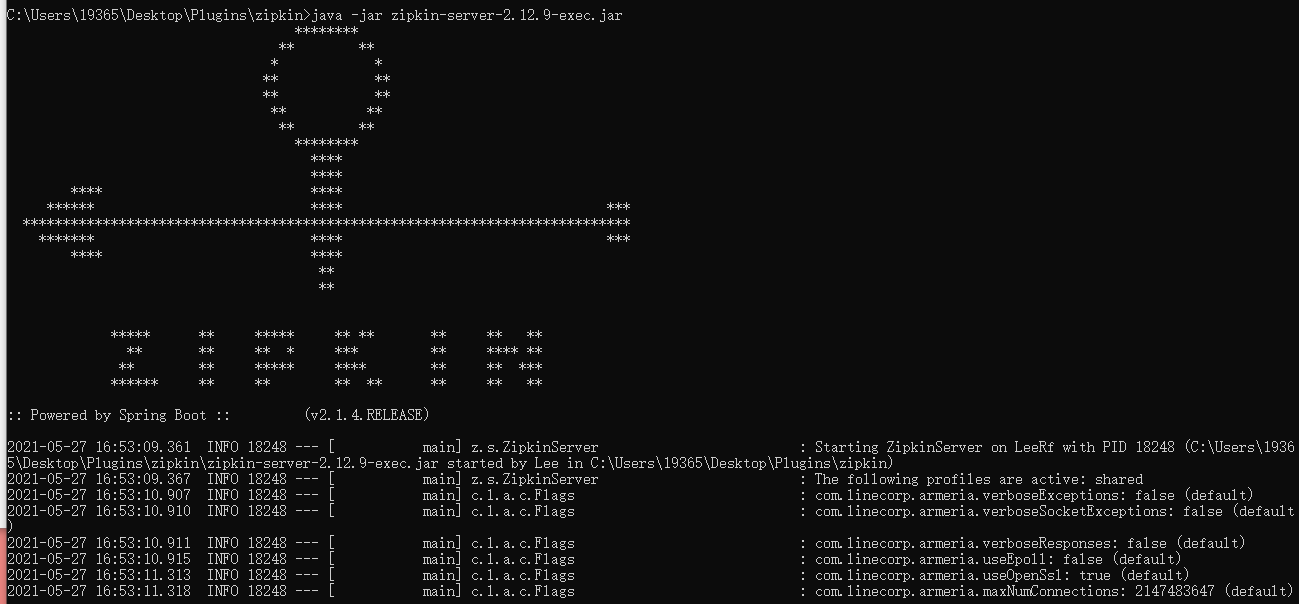 C:\Users\19365\Desktop\Plugins\zipkin>java -jar zipkin-server-2.12.9-exec.jar
                                    ********
                                  **        **
                                 *            *
                                **            **
                                **            **
                                 **          **
                                  **        **
                                    ********
                                      ****
                                      ****
        ****                          ****
     ******                           ****                                 ***
  ****************************************************************************
    *******                           ****                                 ***
        ****                          ****
                                       **
                                       **


             *****      **     *****     ** **       **     **   **
               **       **     **  *     ***         **     **** **
              **        **     *****     ****        **     **  ***
             ******     **     **        **  **      **     **   **

:: Powered by Spring Boot ::         (v2.1.4.RELEASE)

2021-05-27 16:53:09.361  INFO 18248 --- [           main] z.s.ZipkinServer                         : Starting ZipkinServer on LeeRf with PID 18248 (C:\Users\1936
5\Desktop\Plugins\zipkin\zipkin-server-2.12.9-exec.jar started by Lee in C:\Users\19365\Desktop\Plugins\zipkin)
2021-05-27 16:53:09.367  INFO 18248 --- [           main] z.s.ZipkinServer                         : The following profiles are active: shared
2021-05-27 16:53:10.907  INFO 18248 --- [           main] c.l.a.c.Flags                            : com.linecorp.armeria.verboseExceptions: false (default)
2021-05-27 16:53:10.910  INFO 18248 --- [           main] c.l.a.c.Flags                            : com.linecorp.armeria.verboseSocketExceptions: false (default
)
2021-05-27 16:53:10.911  INFO 18248 --- [           main] c.l.a.c.Flags                            : com.linecorp.armeria.verboseResponses: false (default)
2021-05-27 16:53:10.915  INFO 18248 --- [           main] c.l.a.c.Flags                            : com.linecorp.armeria.useEpoll: false (default)
2021-05-27 16:53:11.313  INFO 18248 --- [           main] c.l.a.c.Flags                            : com.linecorp.armeria.useOpenSsl: true (default)
2021-05-27 16:53:11.318  INFO 18248 --- [           main] c.l.a.c.Flags                            : com.linecorp.armeria.maxNumConnections: 2147483647 (default)